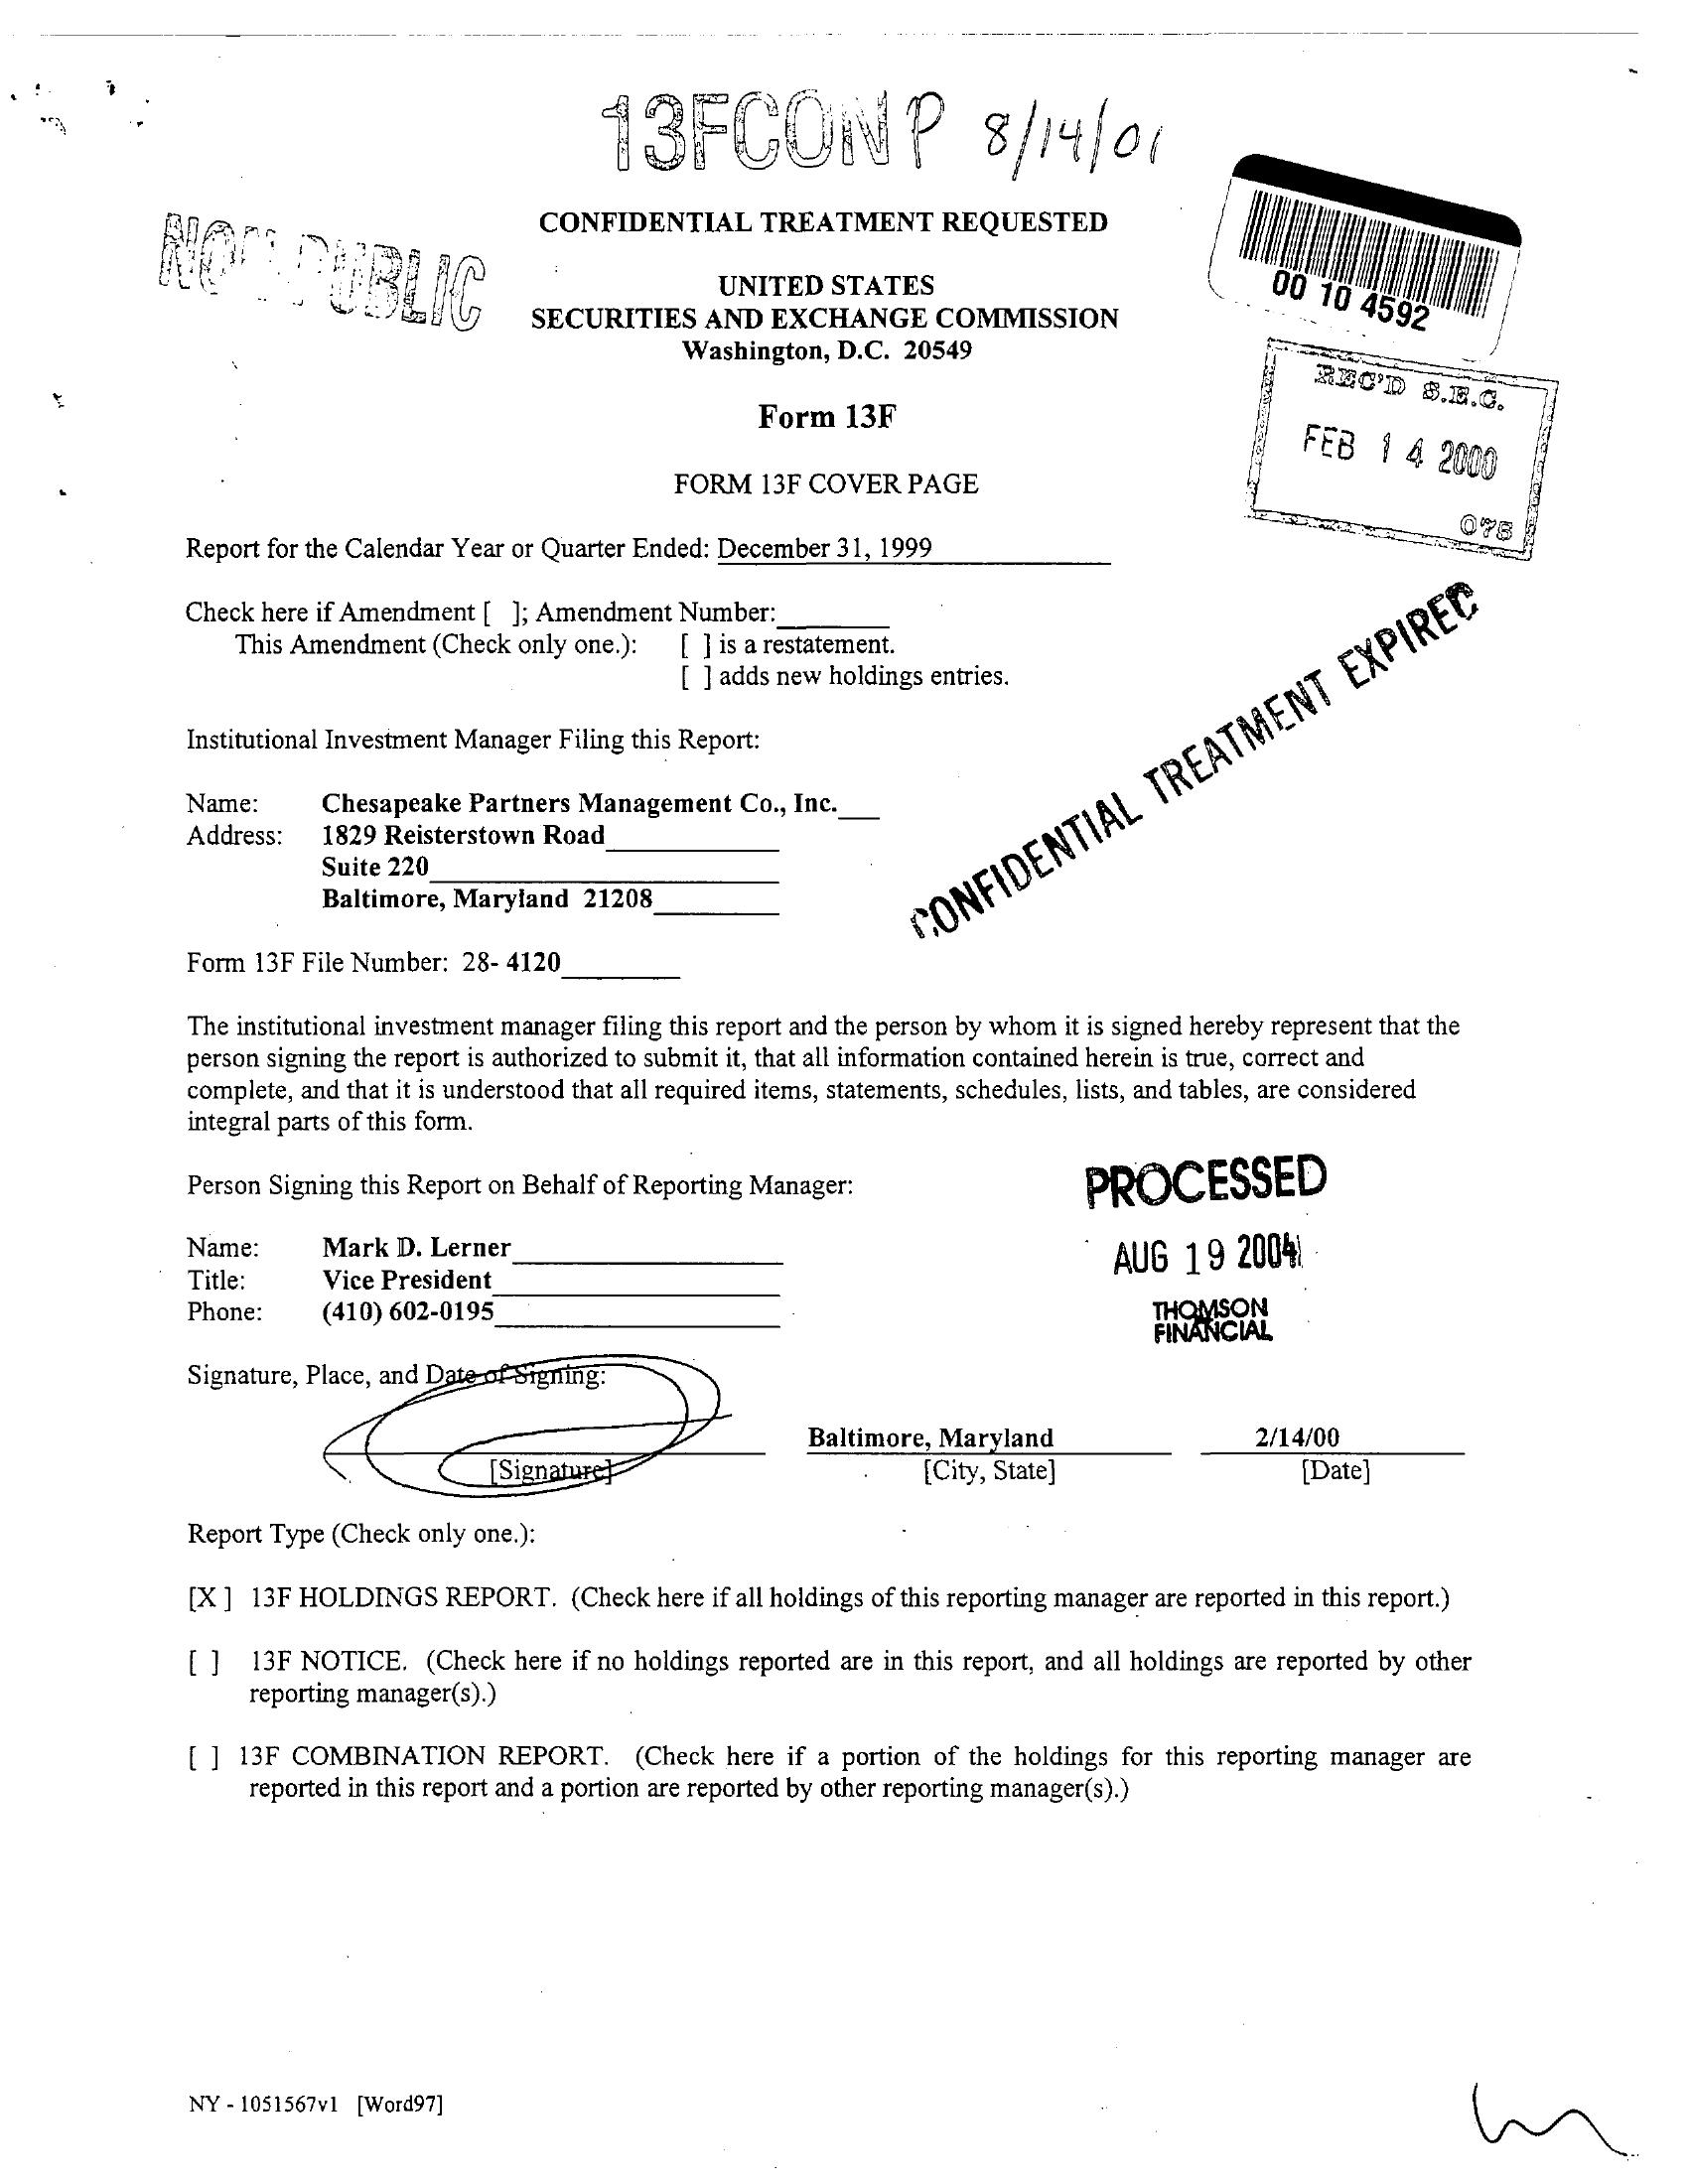 13FCONP 8/14/01
NON PUBLIC
CONFIDENTIAL TREATMENT REQUESTED
UNITED STATES
SECURITIES AND EXCHANGE COMMISSION
Washington, D.C. 20549
00 10 4592
REC'D S.E.C.
FEB 14 2000
075
Form 13F
FORM 13F COVER PAGE
Report for the Calendar Year or Quarter Ended: December 31, 1999
Check here if Amendment [ ]; Amendment Number:
This Amendment (Check only one.): [ ] is a restatement.
[ ] adds new holdings entries.
CONFIDENTIAL TREATMENT EXPIRED
Institutional Investment Manager Filing this Report:
Name: Chesapeake Partners Management Co., Inc.
Address: 1829 Reisterstown Road
Suite 220
Baltimore, Maryland 21208
Form 13F File Number: 28- 4120
The institutional investment manager filing this report and the person by whom it is signed hereby represent that the
person signing the report is authorized to submit it, that all information contained herein is true, correct and
complete, and that it is understood that all required items, statements, schedules, lists, and tables, are considered
integral parts of this form.
Person Signing this Report on Behalf of Reporting Manager:
PROCESSED
AUG 19 2004
THOMSON
FINANCIAL
Name: Mark D. Lerner
Title: Vice President
Phone: (410) 602-0195
Signature, Place, and Date of Signing:
Baltimore, Maryland 2/14/00
[Signature] [City, State] [Date]
Report Type (Check only one.):
[X ] 13F HOLDINGS REPORT. (Check here if all holdings of this reporting manager are reported in this report.)
[ ] 13F NOTICE. (Check here if no holdings reported are in this report, and all holdings are reported by other
reporting manager(s).)
[ ] 13F COMBINATION REPORT. (Check here if a portion of the holdings for this reporting manager are
reported in this report and a portion are reported by other reporting manager(s).)
NY - 1051567v1 [Word97]